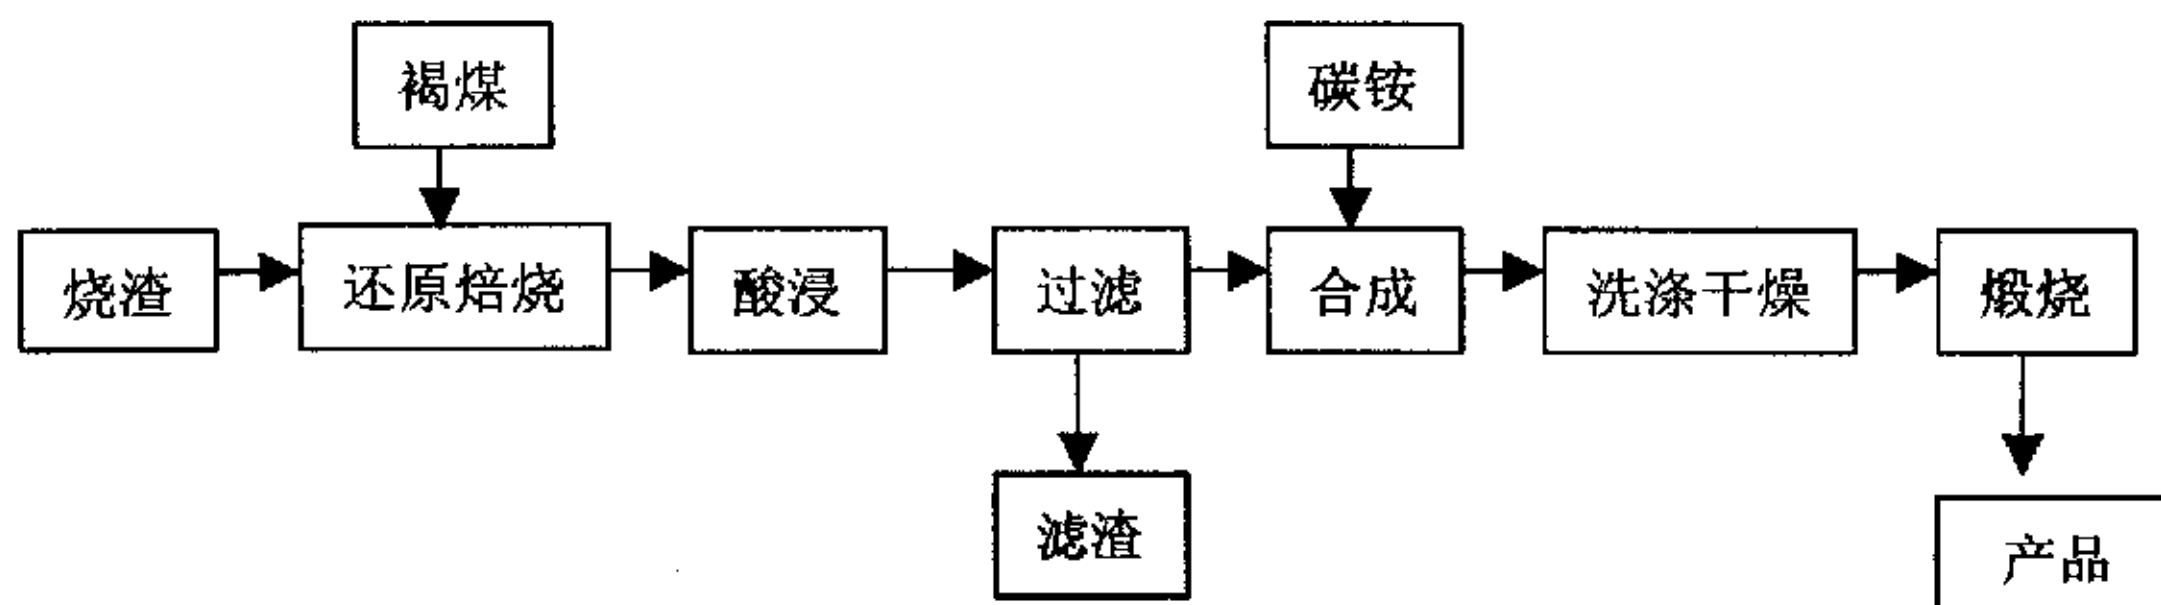 褐煤
碳铵
烧渣
还原焙烧
酸浸
过滤
合成
洗涤干燥
煅烧
滤渣
产品